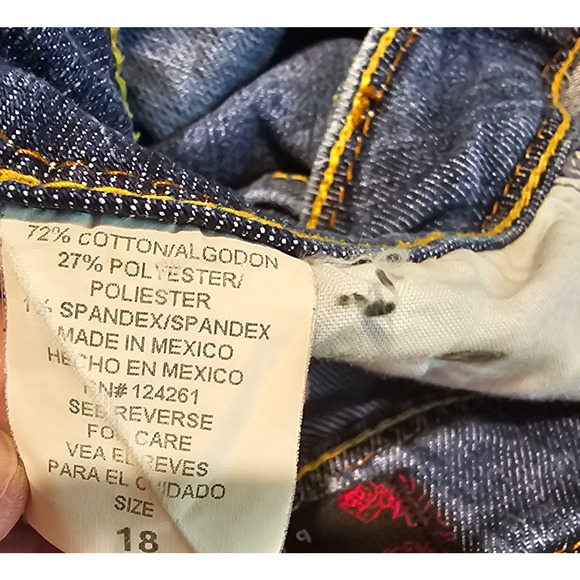 72% COTTON/ALGODON
27% POLYESTER/
POLIESTER
1% SPANDEX/SPANDEX
MADE IN MEXICO
HECHO EN MEXICO
RN# 124261
SEE REVERSE
FOR CARE
VEA EL REVES
PARA EL CUIDADO
SIZE
18